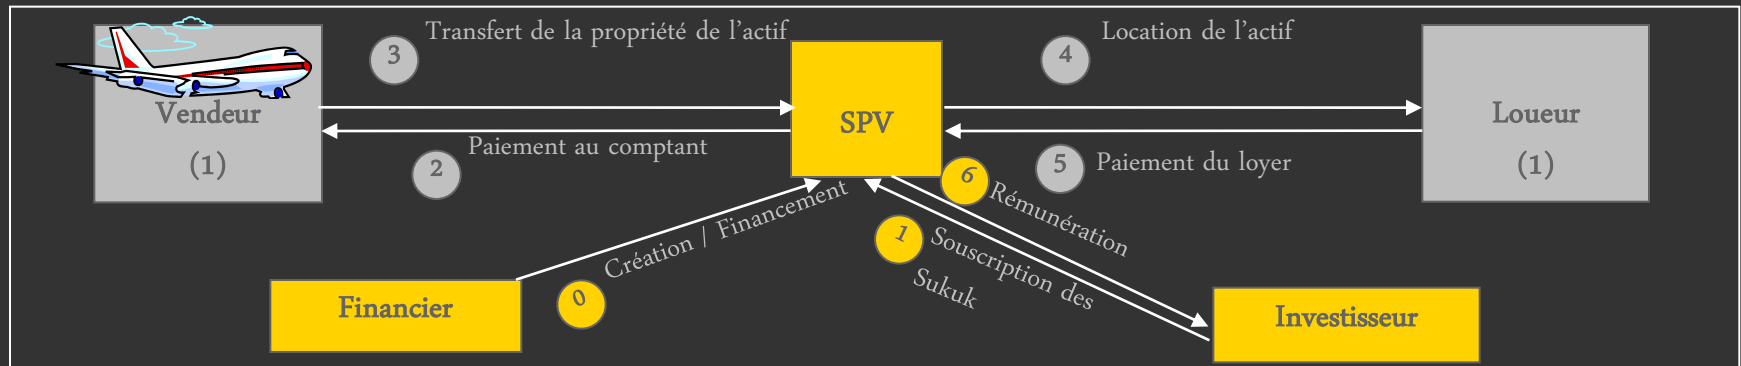 3
Transfert de la propriété de l'actif
4
Location de l'actif
Vendeur
(1)
SPV
Loueur
(1)
2
Paiement au comptant
5
Paiement du loyer
6
Rémunération
1
Souscription des
Sukuk
0
Création / Financement
Financier
Investisseur